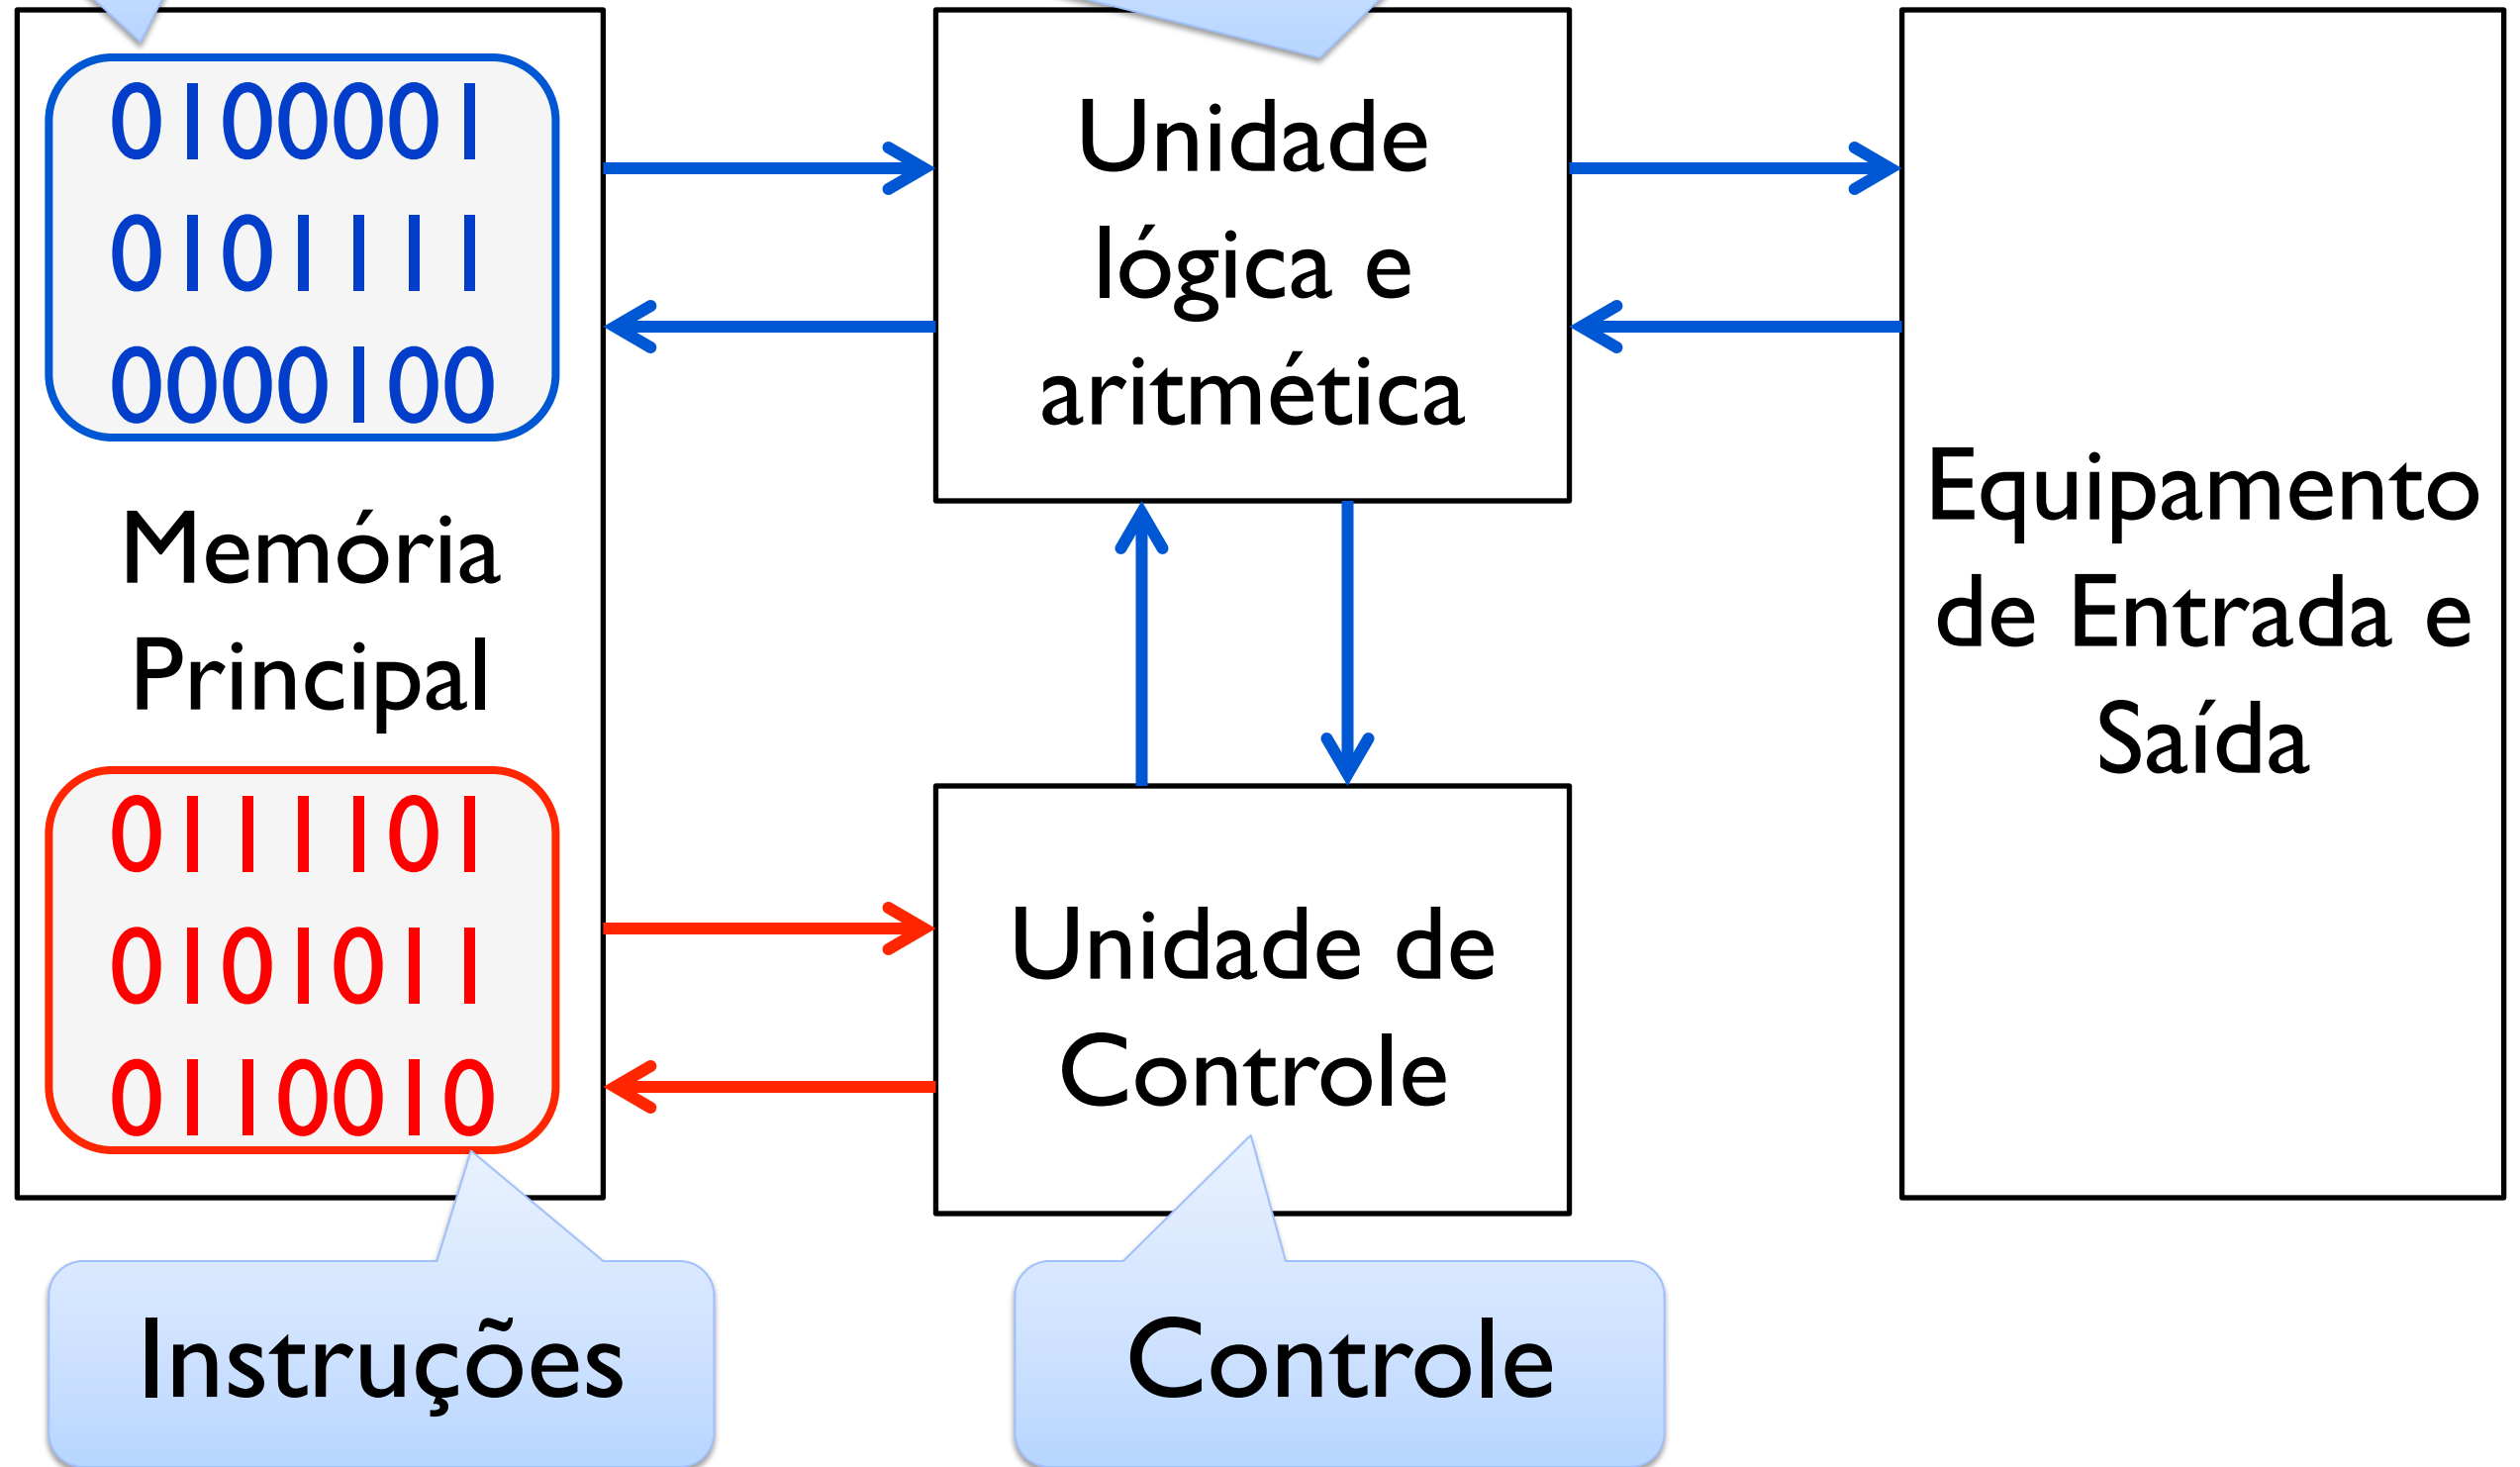 0100001
0101111
0000100
Memória
Principal
0111101
0101011
0110010
Unidade
lógica e
aritmética
Unidade de
Controle
Equipamento
de Entrada e
Saída
Instruções
Controle